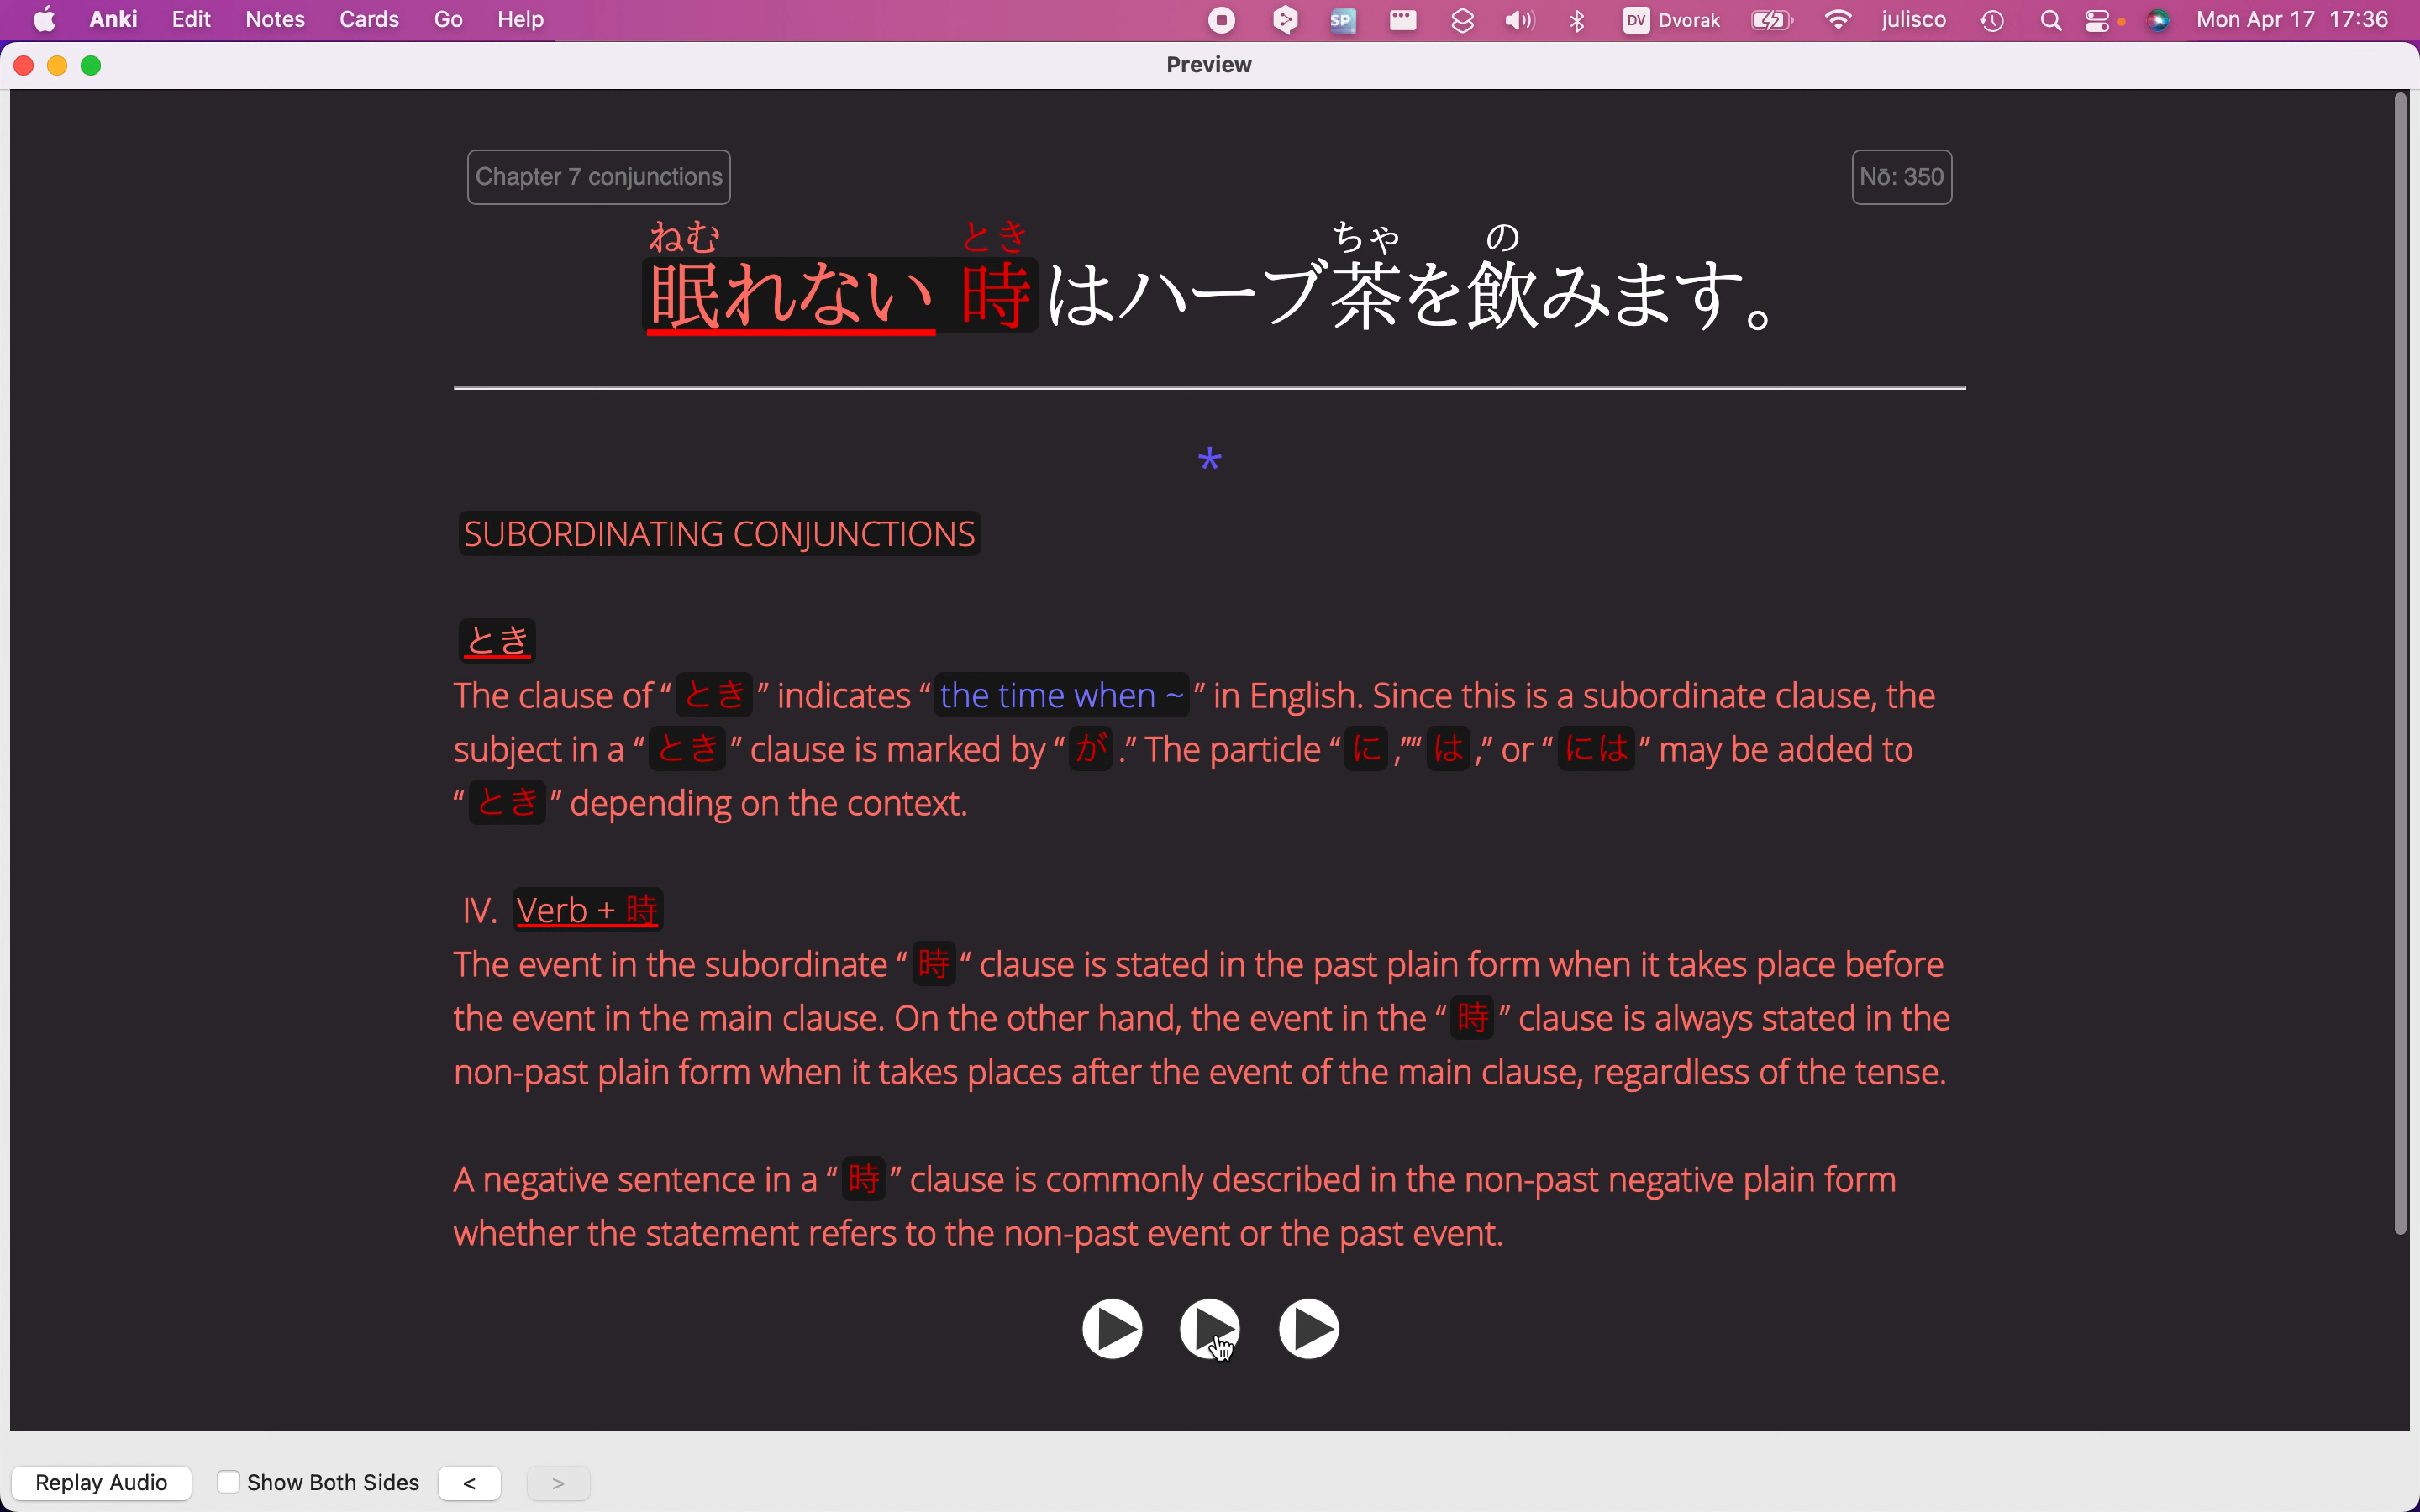 Anki Edit Notes Cards Go Help SP DV Dvorak julisco Mon Apr 17 17:36
Preview
Chapter 7 conjunctions
Nō: 350
ねむ とき ちゃ の
眠れない 時はハーブ茶を飲みます。
*
SUBORDINATING CONJUNCTIONS
とき
The clause of “とき” indicates “the time when ~” in English. Since this is a subordinate clause, the
subject in a “とき” clause is marked by “が.” The particle “に,”“は,” or “には” may be added to
“とき” depending on the context.
IV. Verb + 時
The event in the subordinate “時“ clause is stated in the past plain form when it takes place before
the event in the main clause. On the other hand, the event in the “時” clause is always stated in the
non-past plain form when it takes places after the event of the main clause, regardless of the tense.
A negative sentence in a “時” clause is commonly described in the non-past negative plain form
whether the statement refers to the non-past event or the past event.
Replay Audio Show Both Sides < >